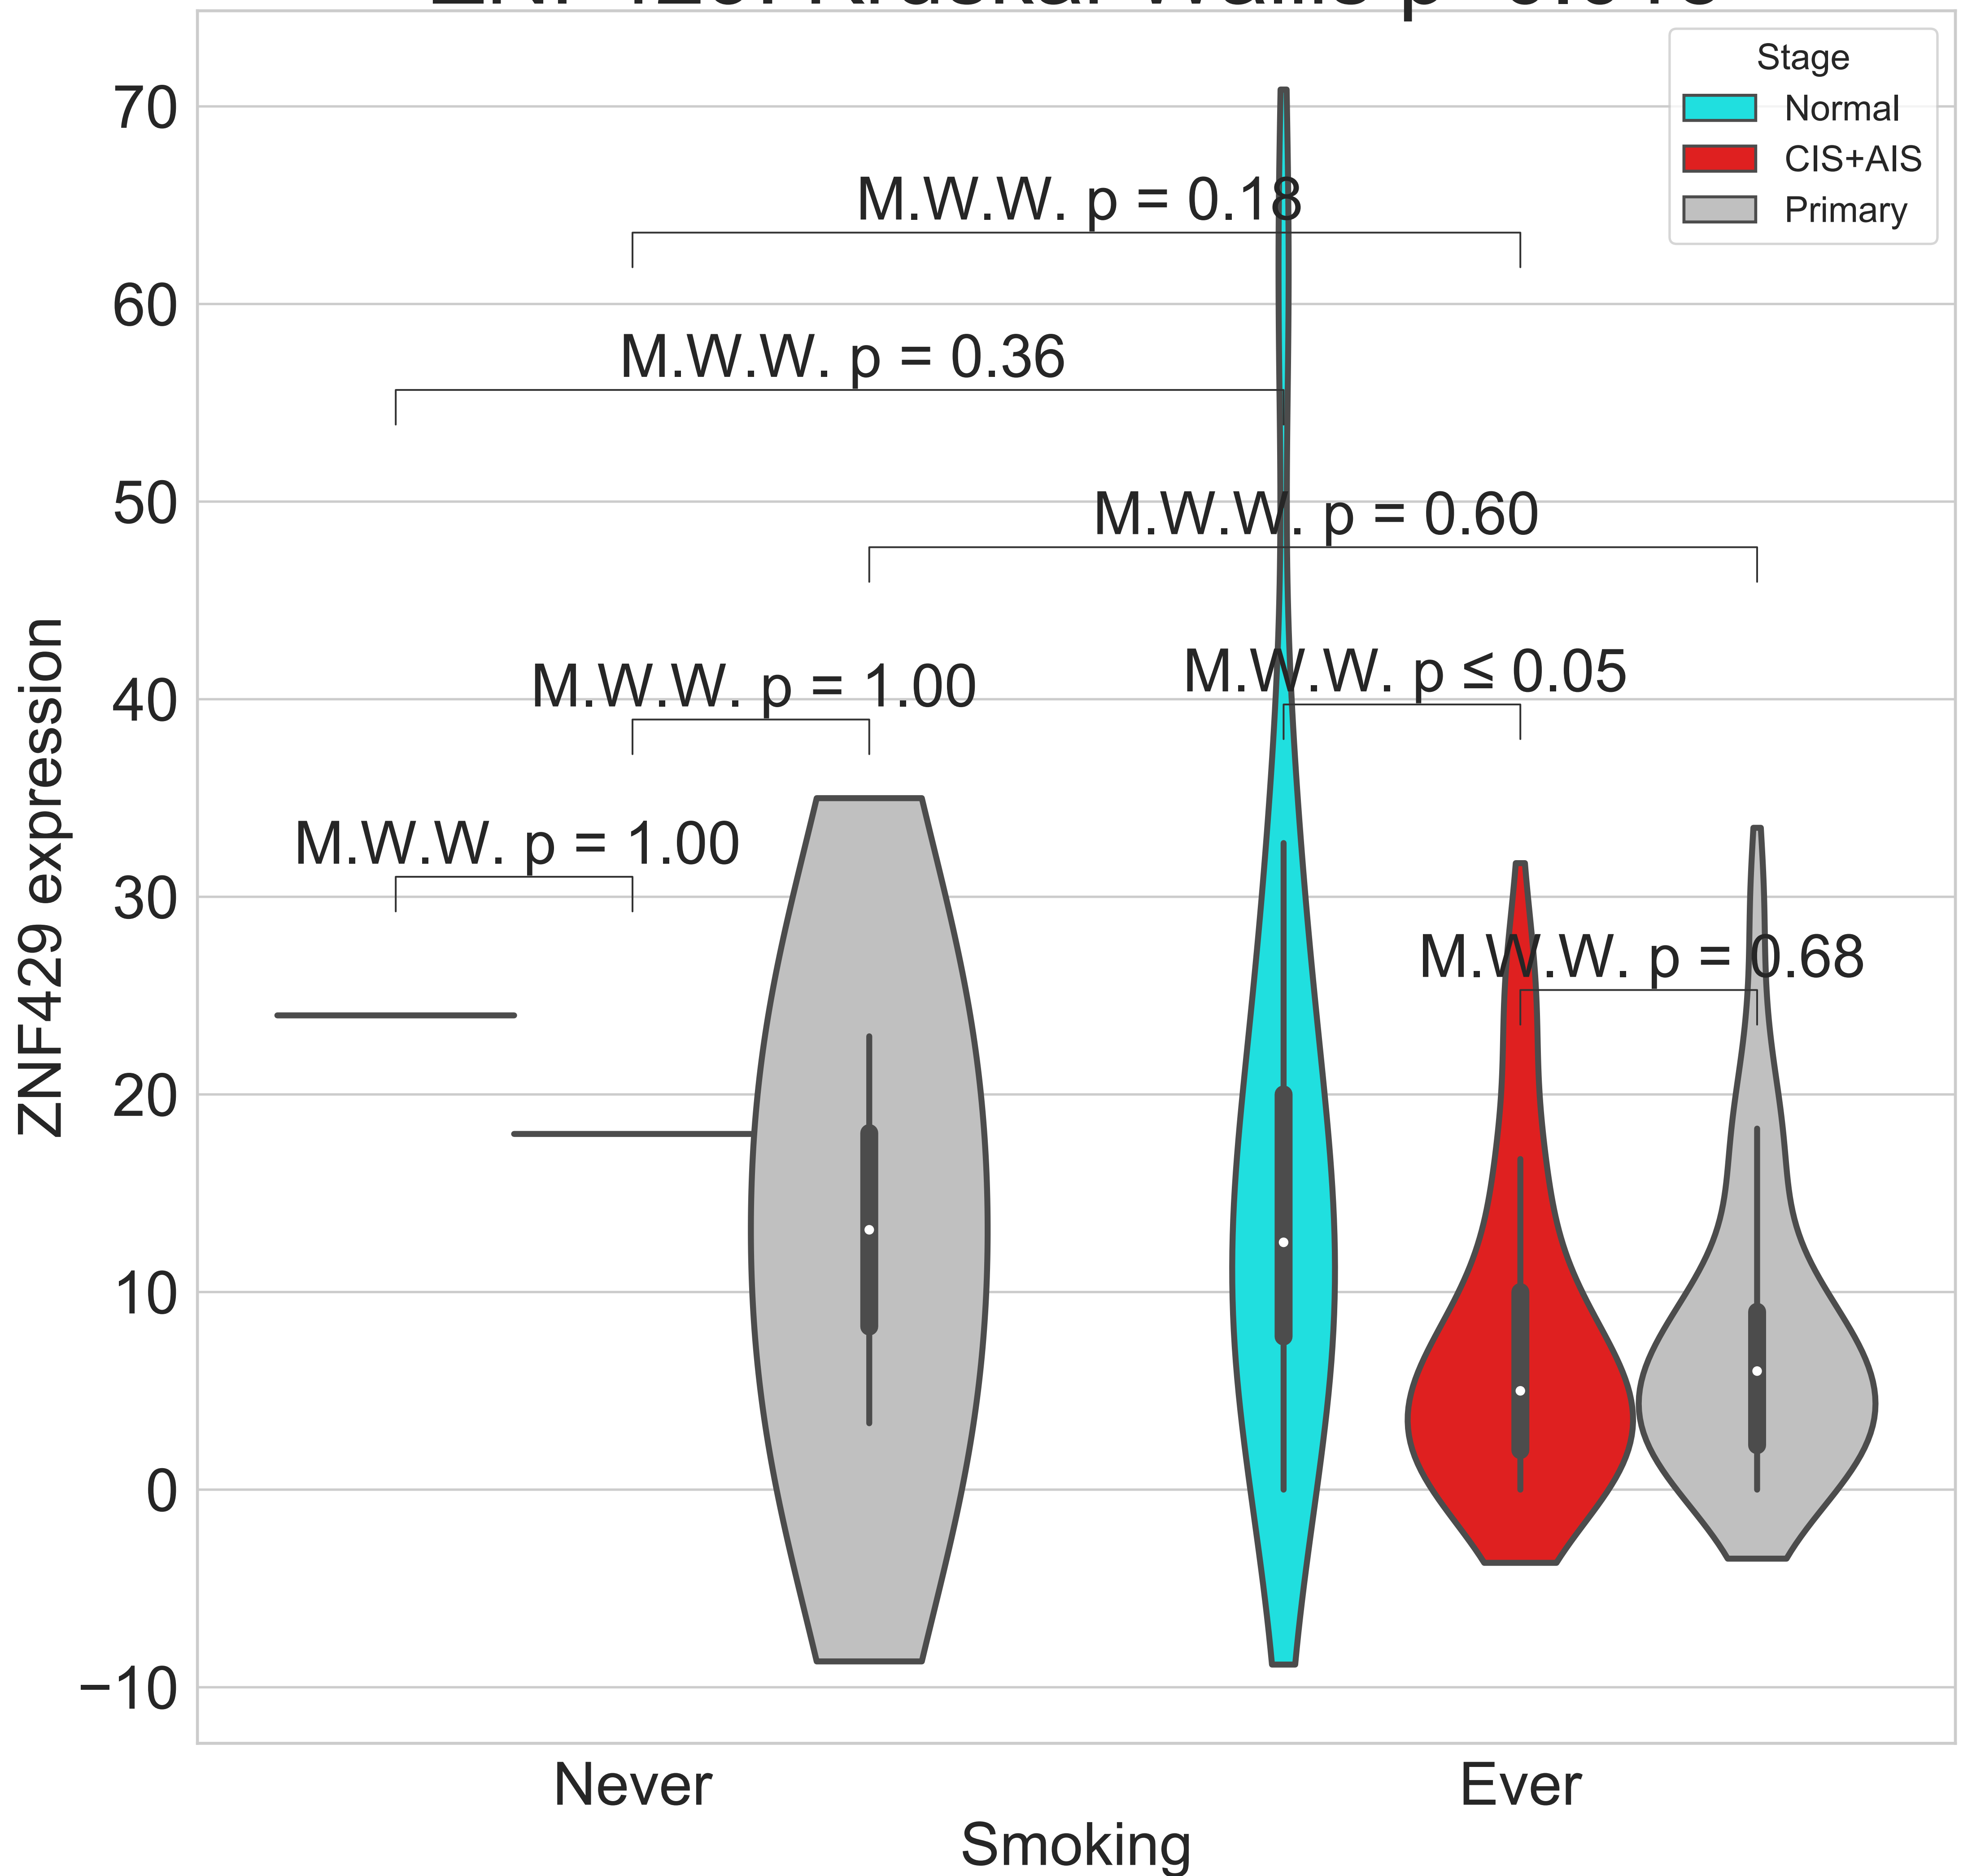 Stage
Normal
CIS+AIS
Primary
70
60
50
40
30
20
10
0
−10
M.W.W. p = 0.18
M.W.W. p = 0.36
M.W.W. p = 0.60
M.W.W. p = 1.00
M.W.W. p ≤ 0.05
M.W.W. p = 1.00
M.W.W. p = 0.68
ZNF429 expression
Never
Ever
Smoking